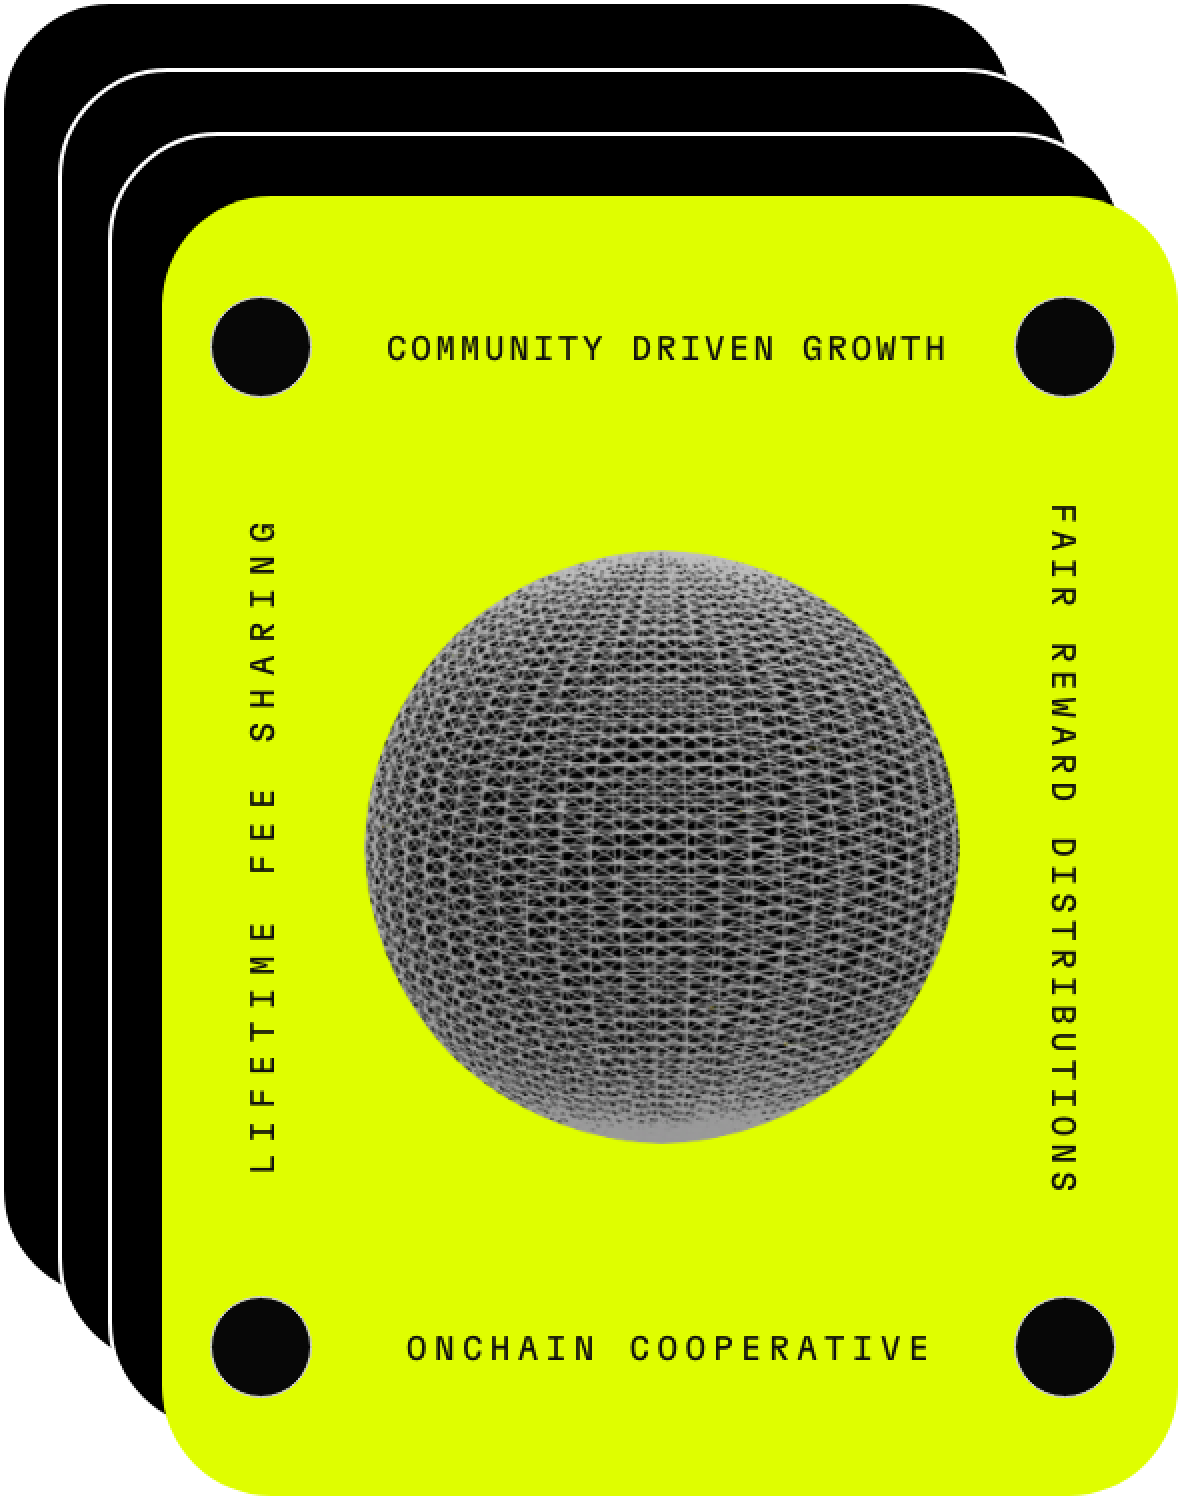 COMMUNITY DRIVEN GROWTH
LIFETIME FEE SHARING
FAIR REWARD DISTRIBUTIONS
ONCHAIN COOPERATIVE